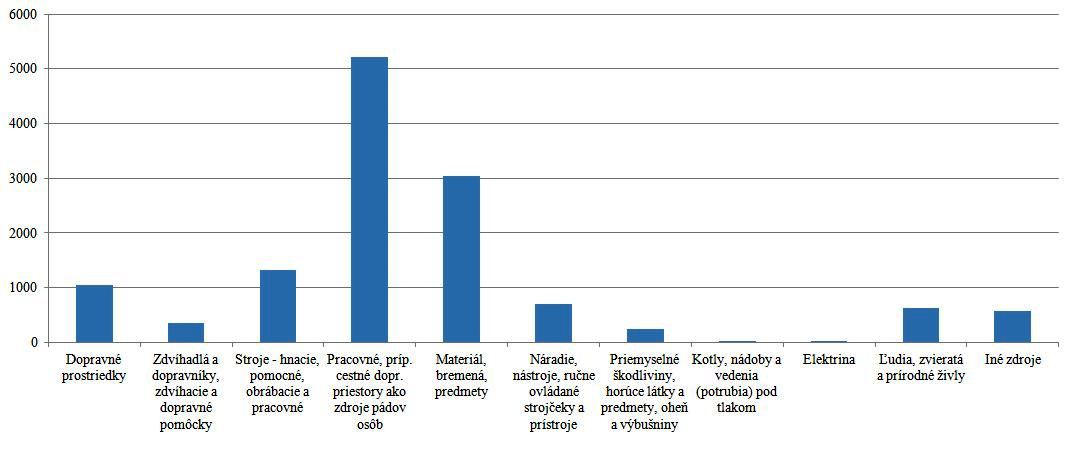 6000
5000
4000
3000
2000
1000
0
Dopravné
prostriedky
Zdvíhadlá a
dopravníky,
zdvíhacie a
dopravné
pomôcky
Stroje - hnacie,
pomocné,
obrábacie a
pracovné
Pracovné, príp.
cestné dopr.
priestory ako
zdroje pádov
osôb
Materiál,
bremená,
predmety
Náradie,
nástroje, ručne
ovládané
strojčeky a
prístroje
Priemyselné
škodliviny,
horúce látky a
predmety, oheň
a výbušniny
Kotly, nádoby a
vedenia
(potrubia) pod
tlakom
Elektrina
Ľudia, zvieratá
a prírodné živly
Iné zdroje